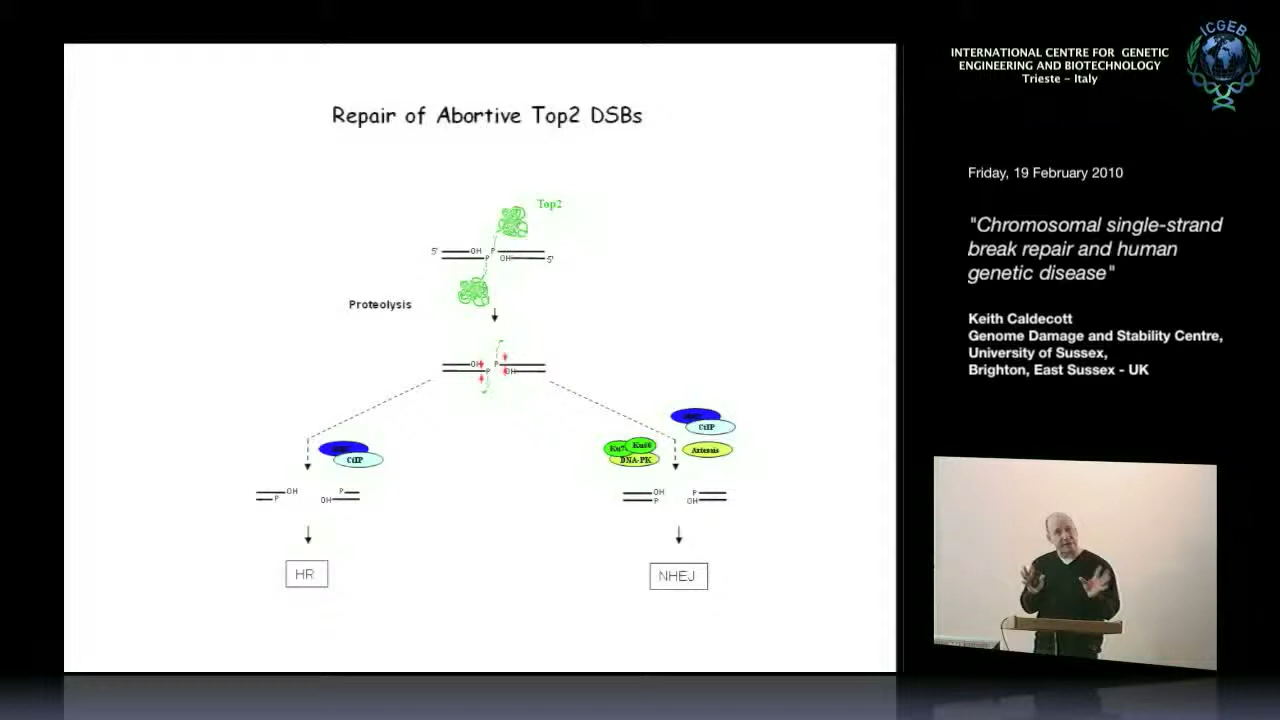 Repair of Abortive Top2 DSBs
Top2
5'
OH
P
P
OH
5'
Proteolysis
OH
P
P
OH
CtIP
Ku70
Ku80
DNA-PK
CtIP
Artemis
OH
P
P
OH
OH
P
P
OH
HR
NHEJ
ICGEB
INTERNATIONAL CENTRE FOR GENETIC
ENGINEERING AND BIOTECHNOLOGY
Trieste – Italy
Friday, 19 February 2010
"Chromosomal single-strand
break repair and human
genetic disease"
Keith Caldecott
Genome Damage and Stability Centre,
University of Sussex,
Brighton, East Sussex - UK